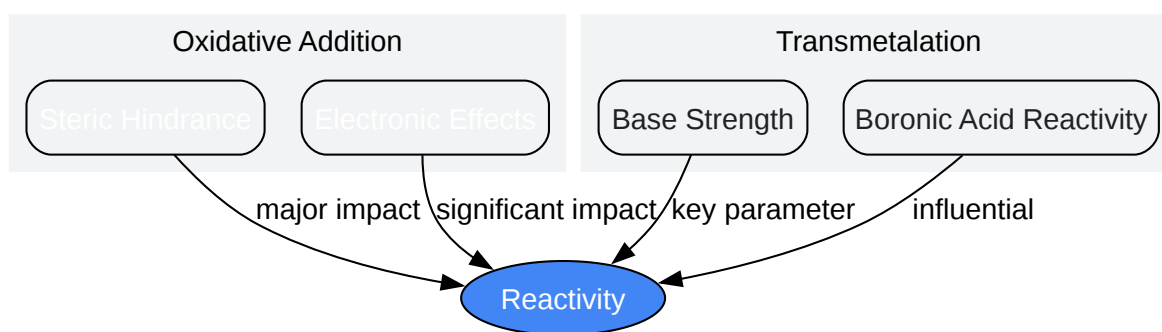 Oxidative Addition
Transmetalation
Steric Hindrance
Electronic Effects
Base Strength
Boronic Acid Reactivity
major impact
significant impact
key parameter
influential
Reactivity